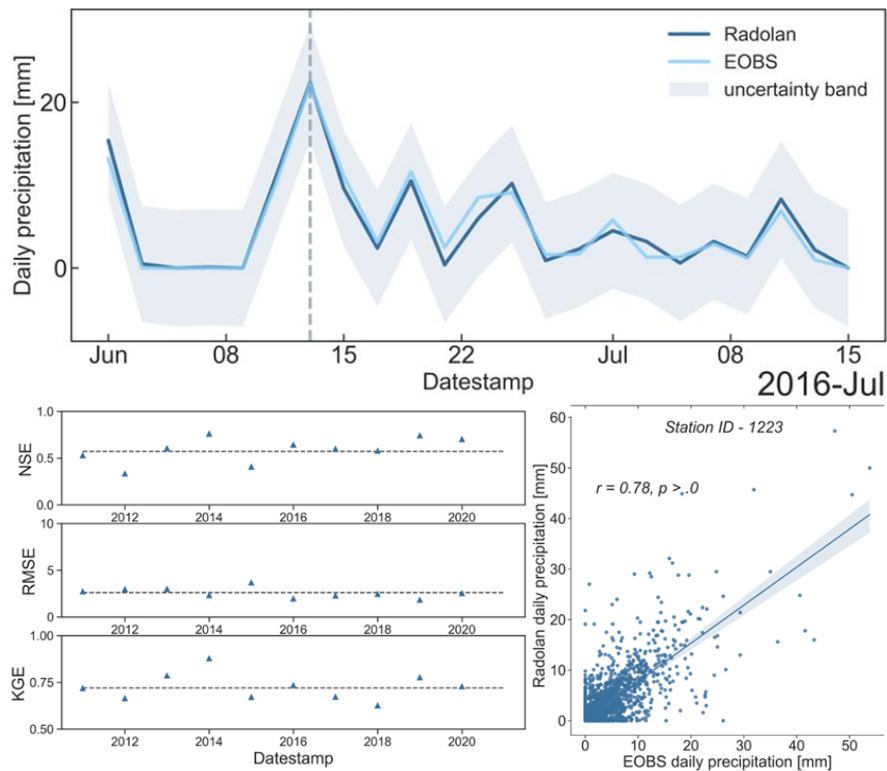 Radolan
EOBS
uncertainty band
Daily precipitation [mm]
20
0
Jun 08 15 22 Jul 08 15
Datestamp
2016-Jul
NSE
1.0
0.5
0.0
2012 2014 2016 2018 2020
RMSE
10
5
0
2012 2014 2016 2018 2020
KGE
1.00
0.75
0.50
2012 2014 2016 2018 2020
Datestamp
Station ID - 1223
r = 0.78, p > .0
Radolan daily precipitation [mm]
60
50
40
30
20
10
0
0 10 20 30 40 50
EOBS daily precipitation [mm]